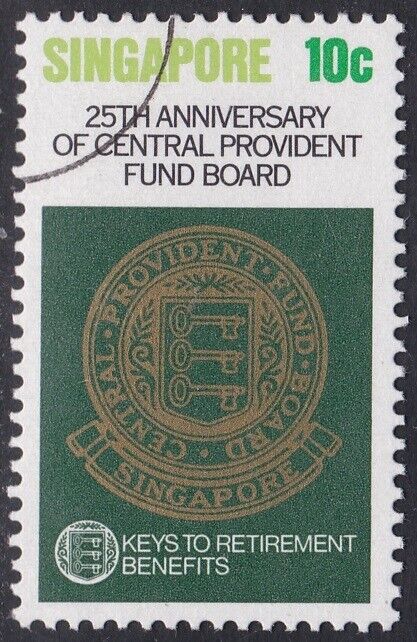 SINGAPORE 10c
25TH ANNIVERSARY
OF CENTRAL PROVIDENT
FUND BOARD
· CENTRAL · PROVIDENT · FUND · BOARD ·
SINGAPORE
KEYS TO RETIREMENT
BENEFITS